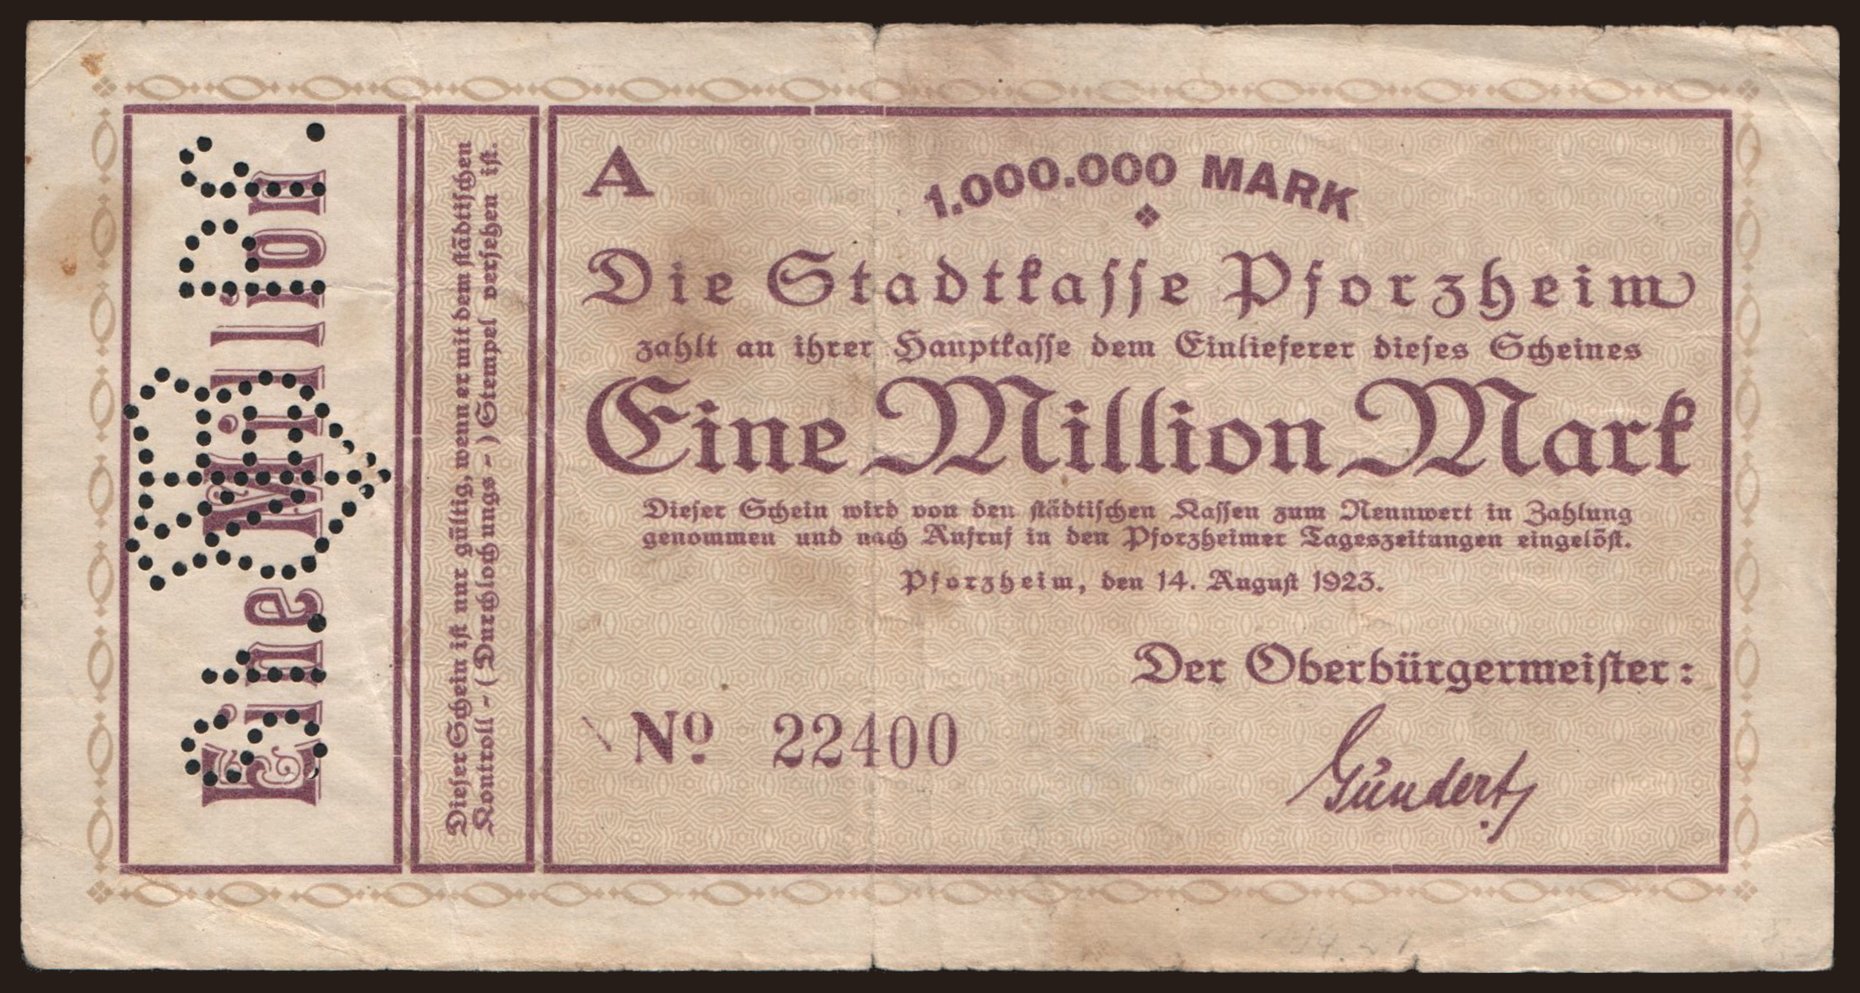 Eine Million.
Dieser Schein ist nur gültig, wenn er mit dem städtischen
Kontroll-(Durchlochungs-) Stempel versehen ist.
A
1.000.000 MARK
Die Stadtkasse Pforzheim
zahlt an ihrer Hauptkasse dem Einlieferer dieses Scheines
Eine Million Mark
Dieser Schein wird von den städtischen Kassen zum Nennwert in Zahlung
genommen und nach Aufruf in den Pforzheimer Tageszeitungen eingelöst.
Pforzheim, den 14. August 1923.
Der Oberbürgermeister:
Nº 22400
Gündert